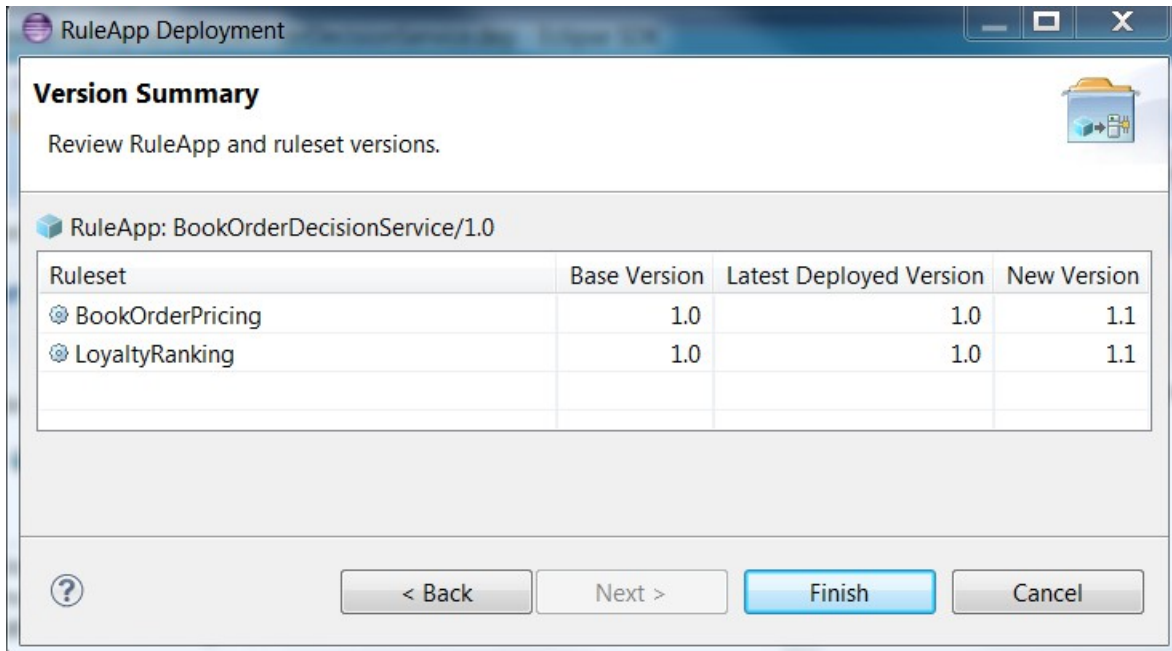 RuleApp Deployment
Version Summary
Review RuleApp and ruleset versions.
RuleApp: BookOrderDecisionService/1.0
Ruleset Base Version Latest Deployed Version New Version
BookOrderPricing 1.0 1.0 1.1
LoyaltyRanking 1.0 1.0 1.1
< Back Next > Finish Cancel